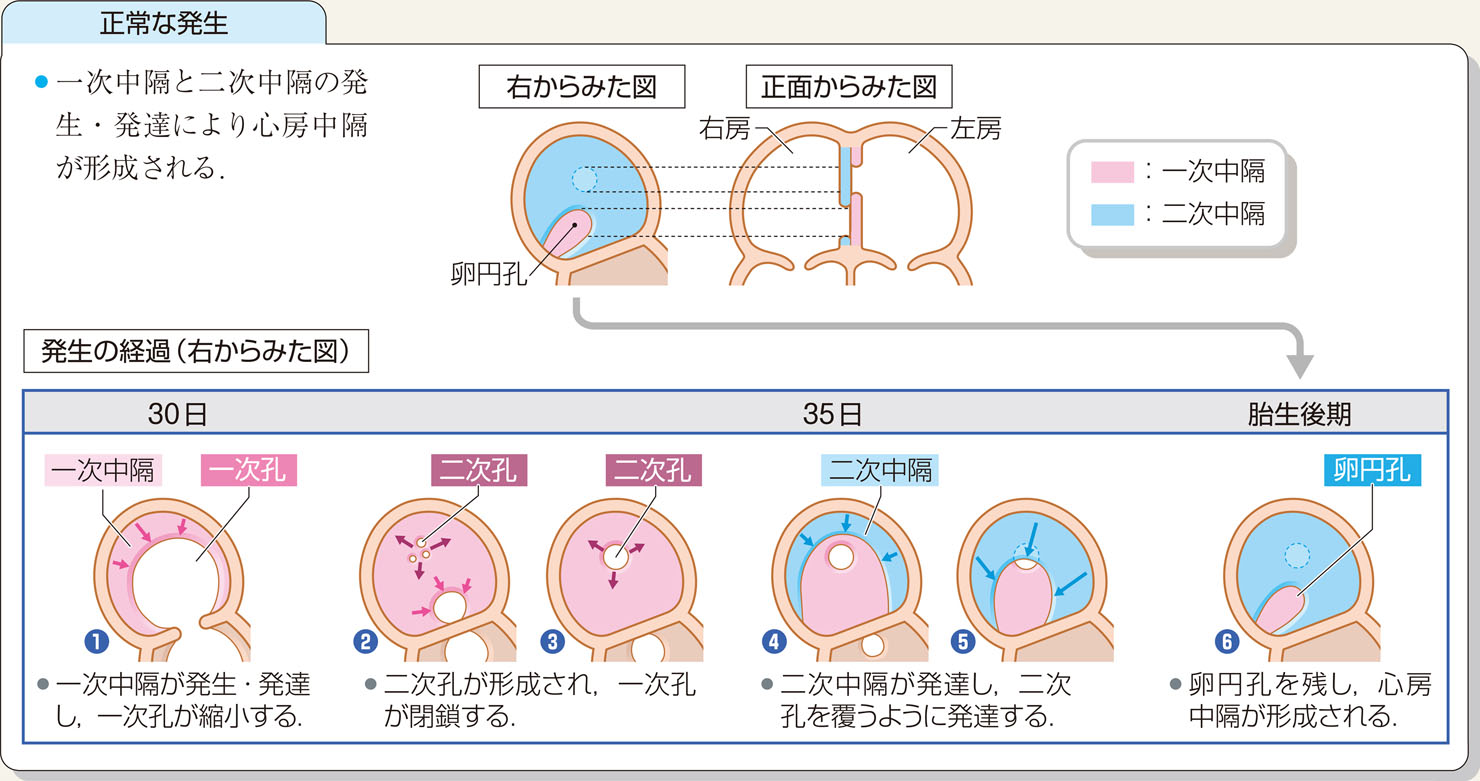 正常な発生
● 一次中隔と二次中隔の発
生・発達により心房中隔
が形成される.
右からみた図
正面からみた図
右房
左房
卵円孔
：一次中隔
：二次中隔
発生の経過（右からみた図）
30日
35日
胎生後期
一次中隔
一次孔
二次孔
二次孔
二次中隔
卵円孔
1
2
3
4
5
6
● 一次中隔が発生・発達
し，一次孔が縮小する.
● 二次孔が形成され，一次孔
が閉鎖する.
● 二次中隔が発達し，二次
孔を覆うように発達する.
● 卵円孔を残し，心房
中隔が形成される.